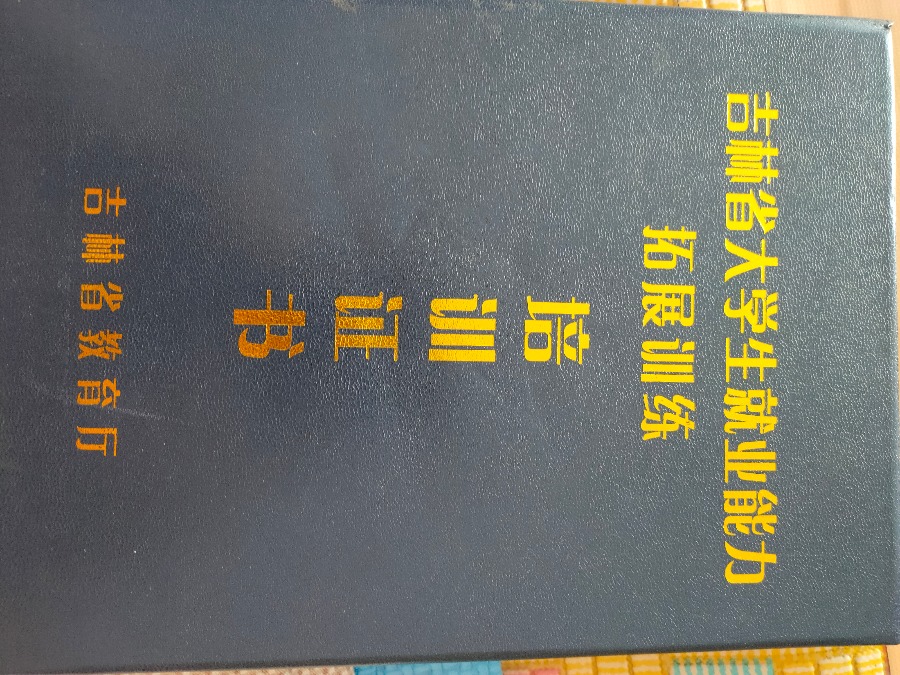 吉林省大学生就业能力
拓展训练
培训证书
吉林省教育厅